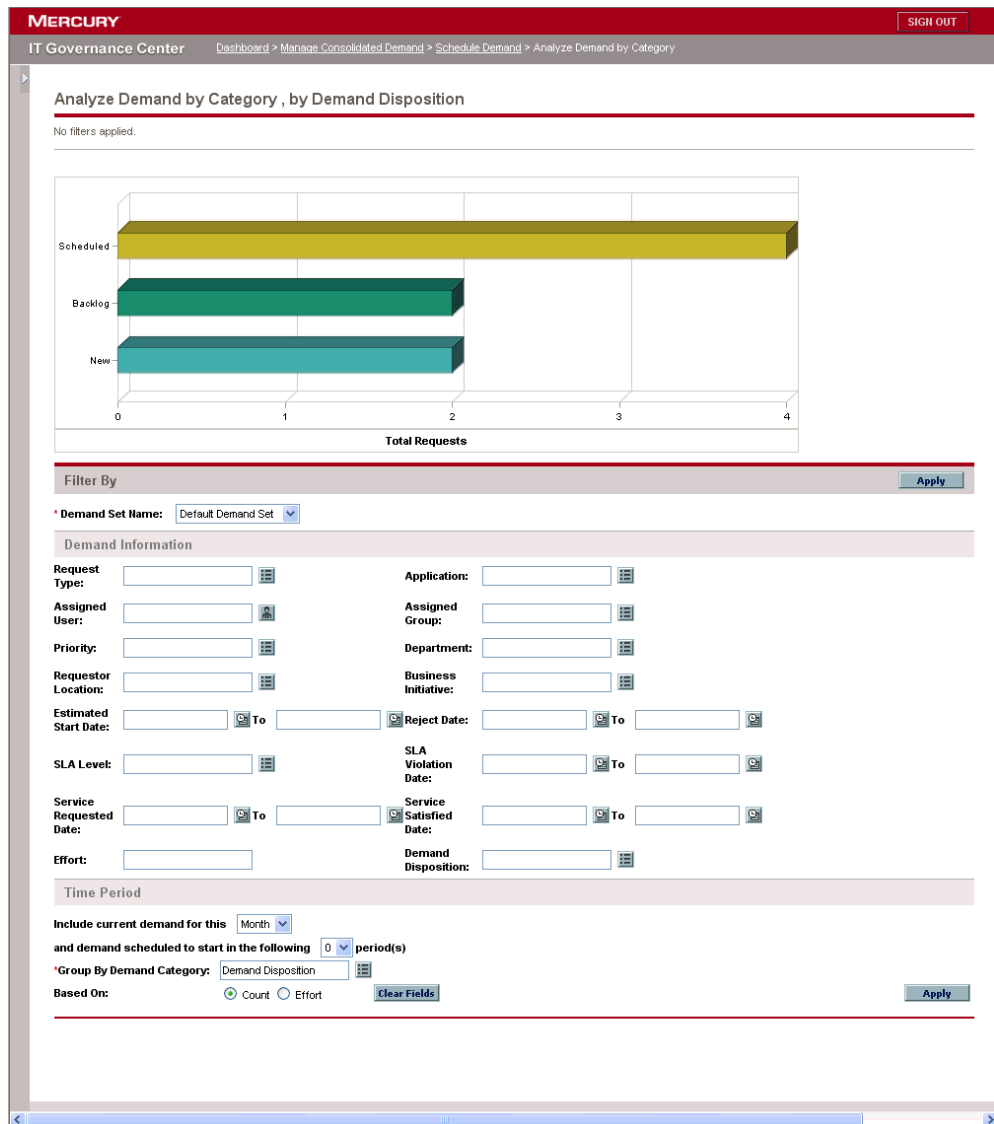 MERCURY
SIGN OUT
IT Governance Center
Dashboard > Manage Consolidated Demand > Schedule Demand > Analyze Demand by Category
Analyze Demand by Category , by Demand Disposition
No filters applied.
Scheduled
Backlog
New
0 1 2 3 4
Total Requests
Filter By
Apply
* Demand Set Name: Default Demand Set
Demand Information
Request Type:
Application:
Assigned User:
Assigned Group:
Priority:
Department:
Requestor Location:
Business Initiative:
Estimated Start Date: To
Reject Date: To
SLA Level:
SLA Violation Date: To
Service Requested Date: To
Service Satisfied Date: To
Effort:
Demand Disposition:
Time Period
Include current demand for this Month
and demand scheduled to start in the following 0 period(s)
*Group By Demand Category: Demand Disposition
Based On: Count Effort Clear Fields Apply